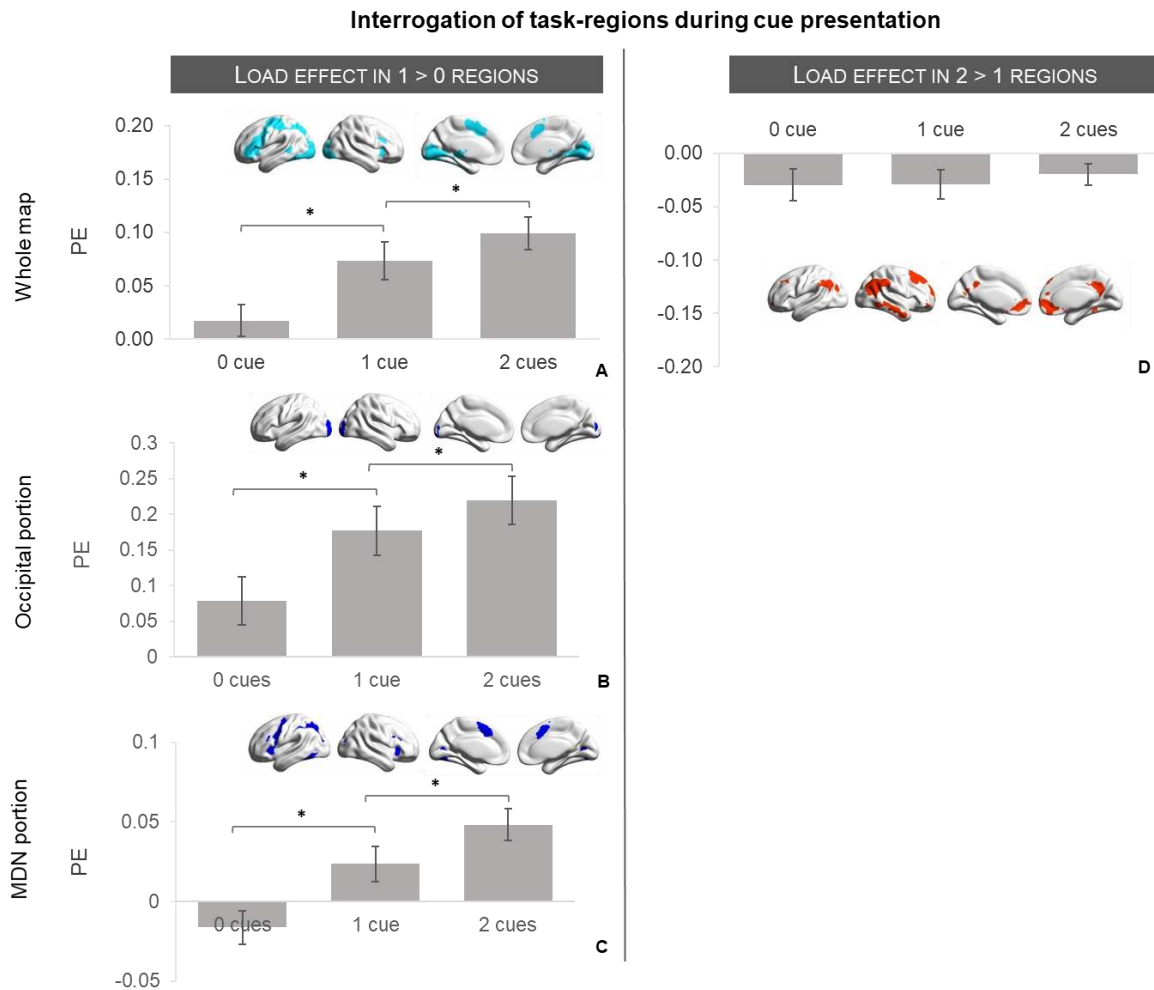 Interrogation of task-regions during cue presentation
LOAD EFFECT IN 1 > 0 REGIONS
Whole map
PE
0.20
0.15
0.10
0.05
0.00
*
*
0 cue
1 cue
2 cues
A
Occipital portion
PE
0.3
0.25
0.2
0.15
0.1
0.05
0
*
*
0 cues
1 cue
2 cues
B
MDN portion
PE
0.1
0.05
0
-0.05
*
*
0 cues
1 cue
2 cues
C
LOAD EFFECT IN 2 > 1 REGIONS
0 cue
1 cue
2 cues
0.00
-0.05
-0.10
-0.15
-0.20
D